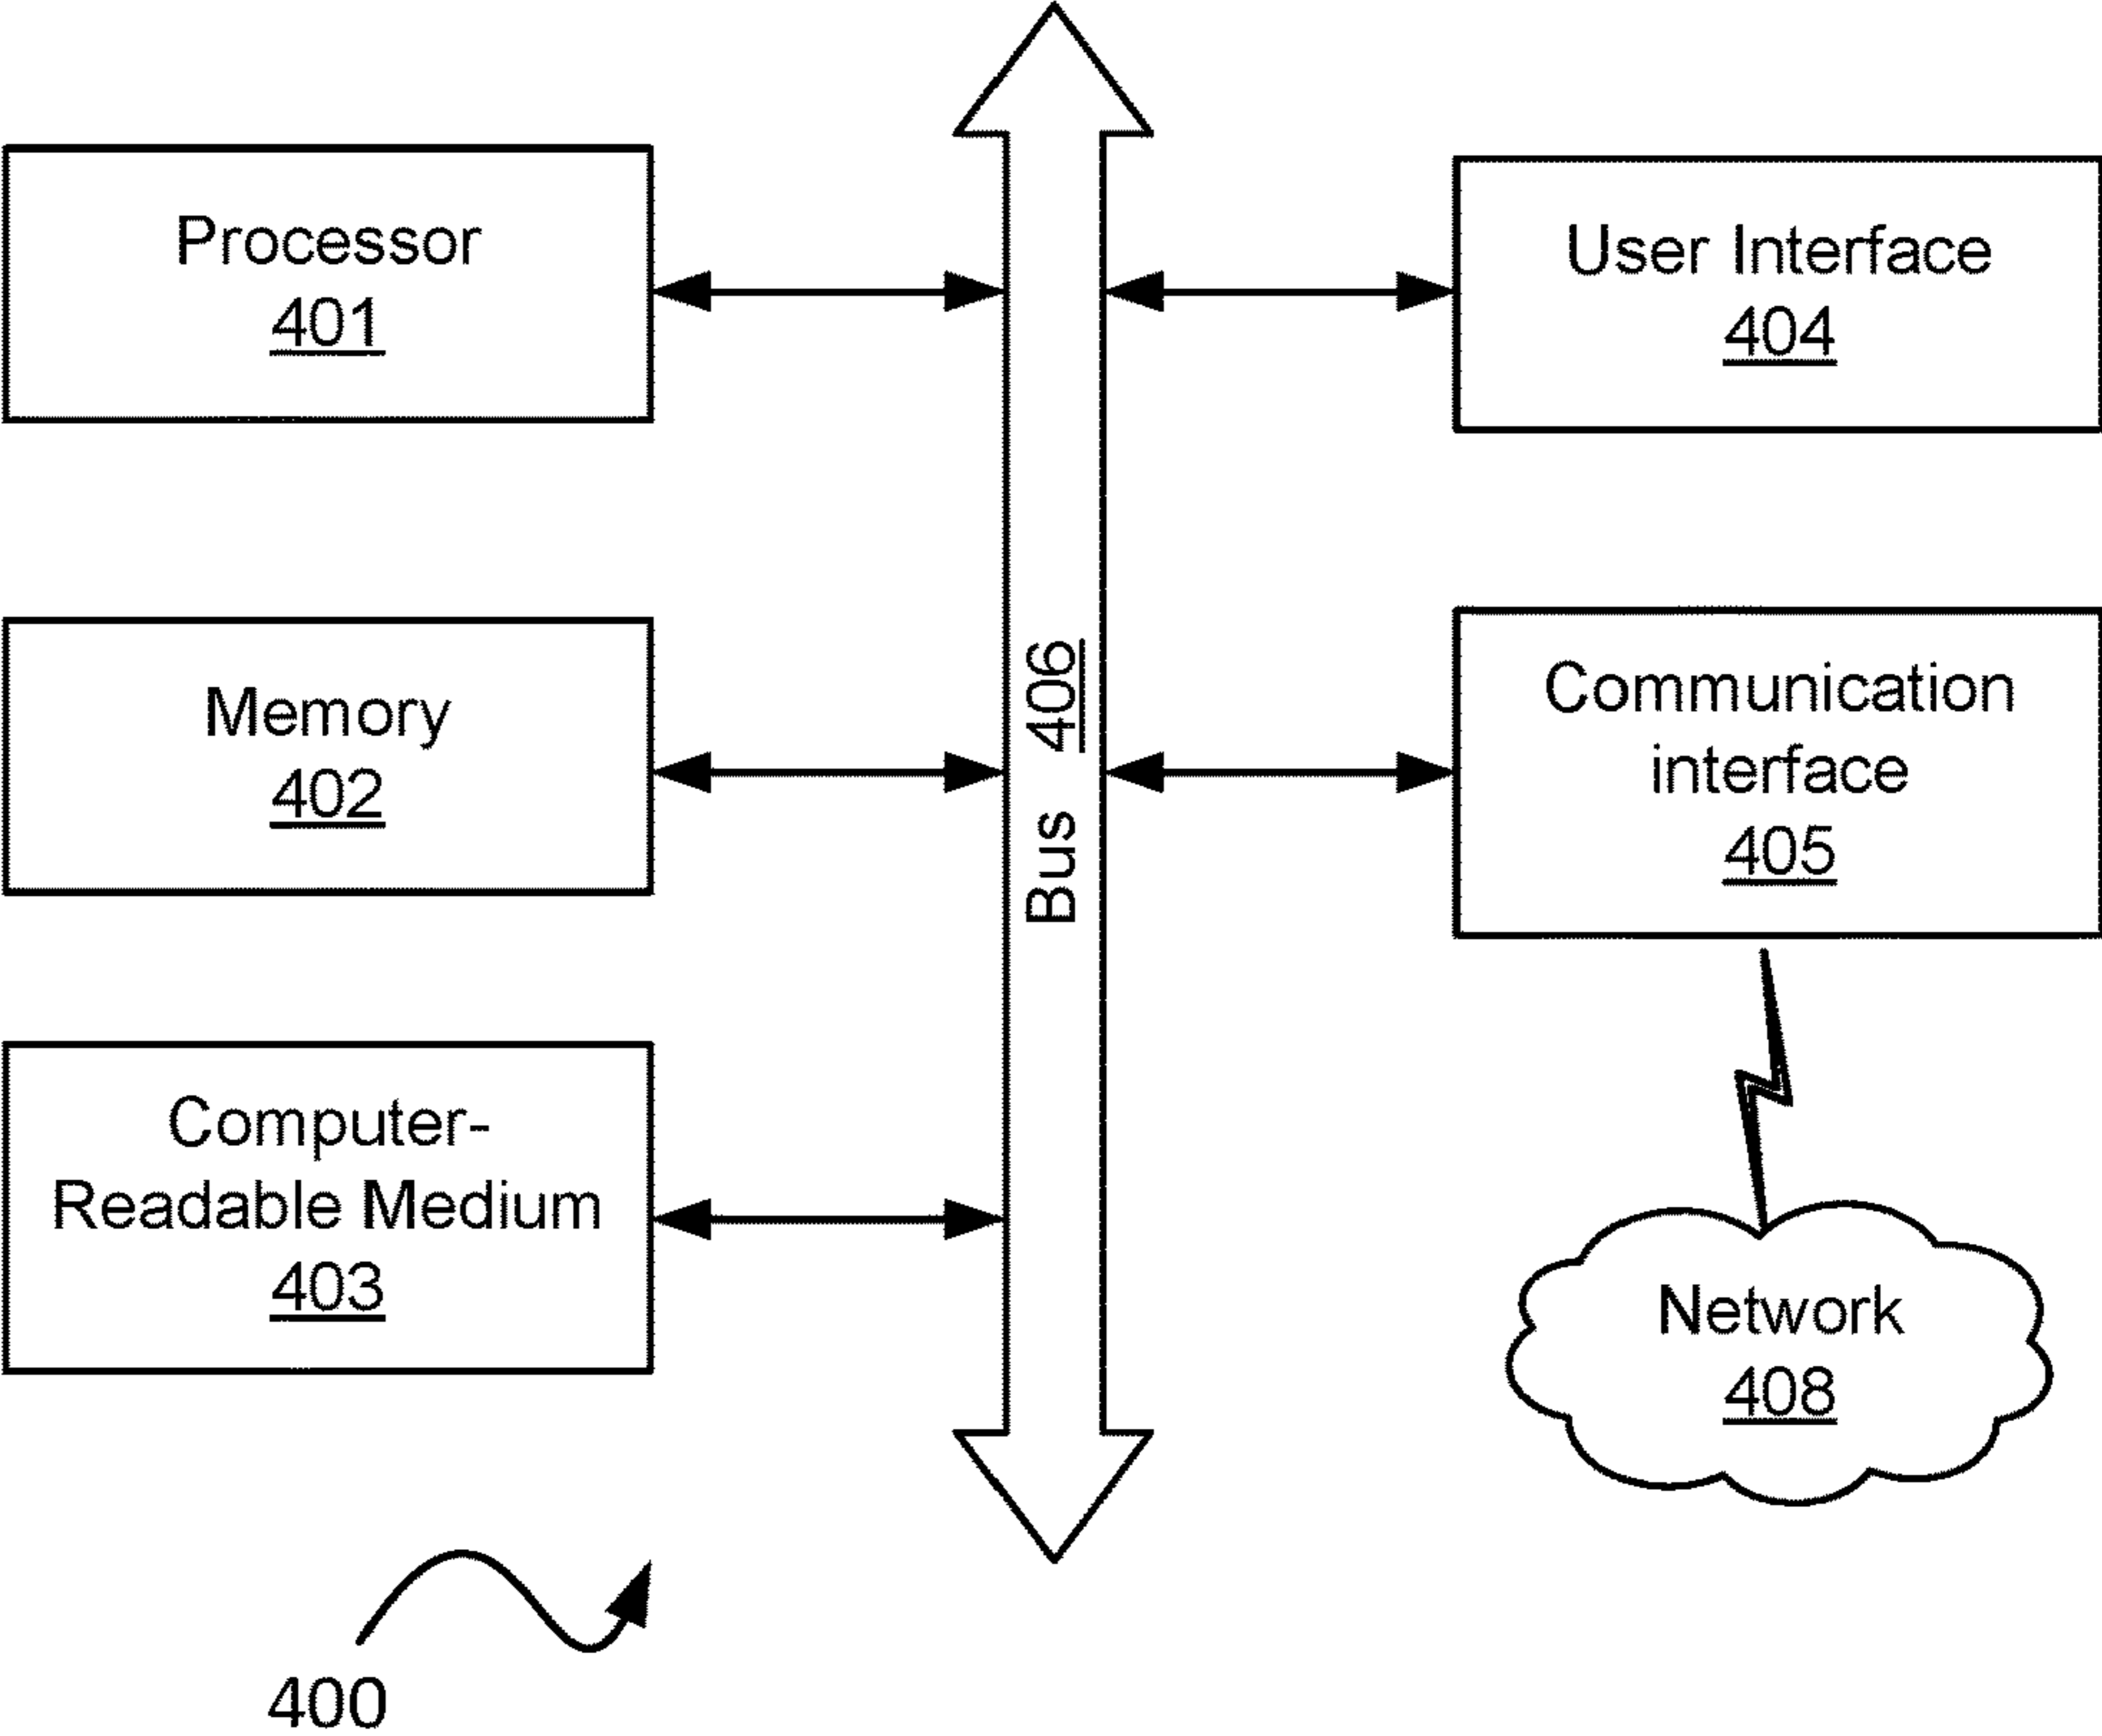 Processor
401
User Interface
404
Memory
402
Bus 406
Communication
interface
405
Computer-
Readable Medium
403
Network
408
400